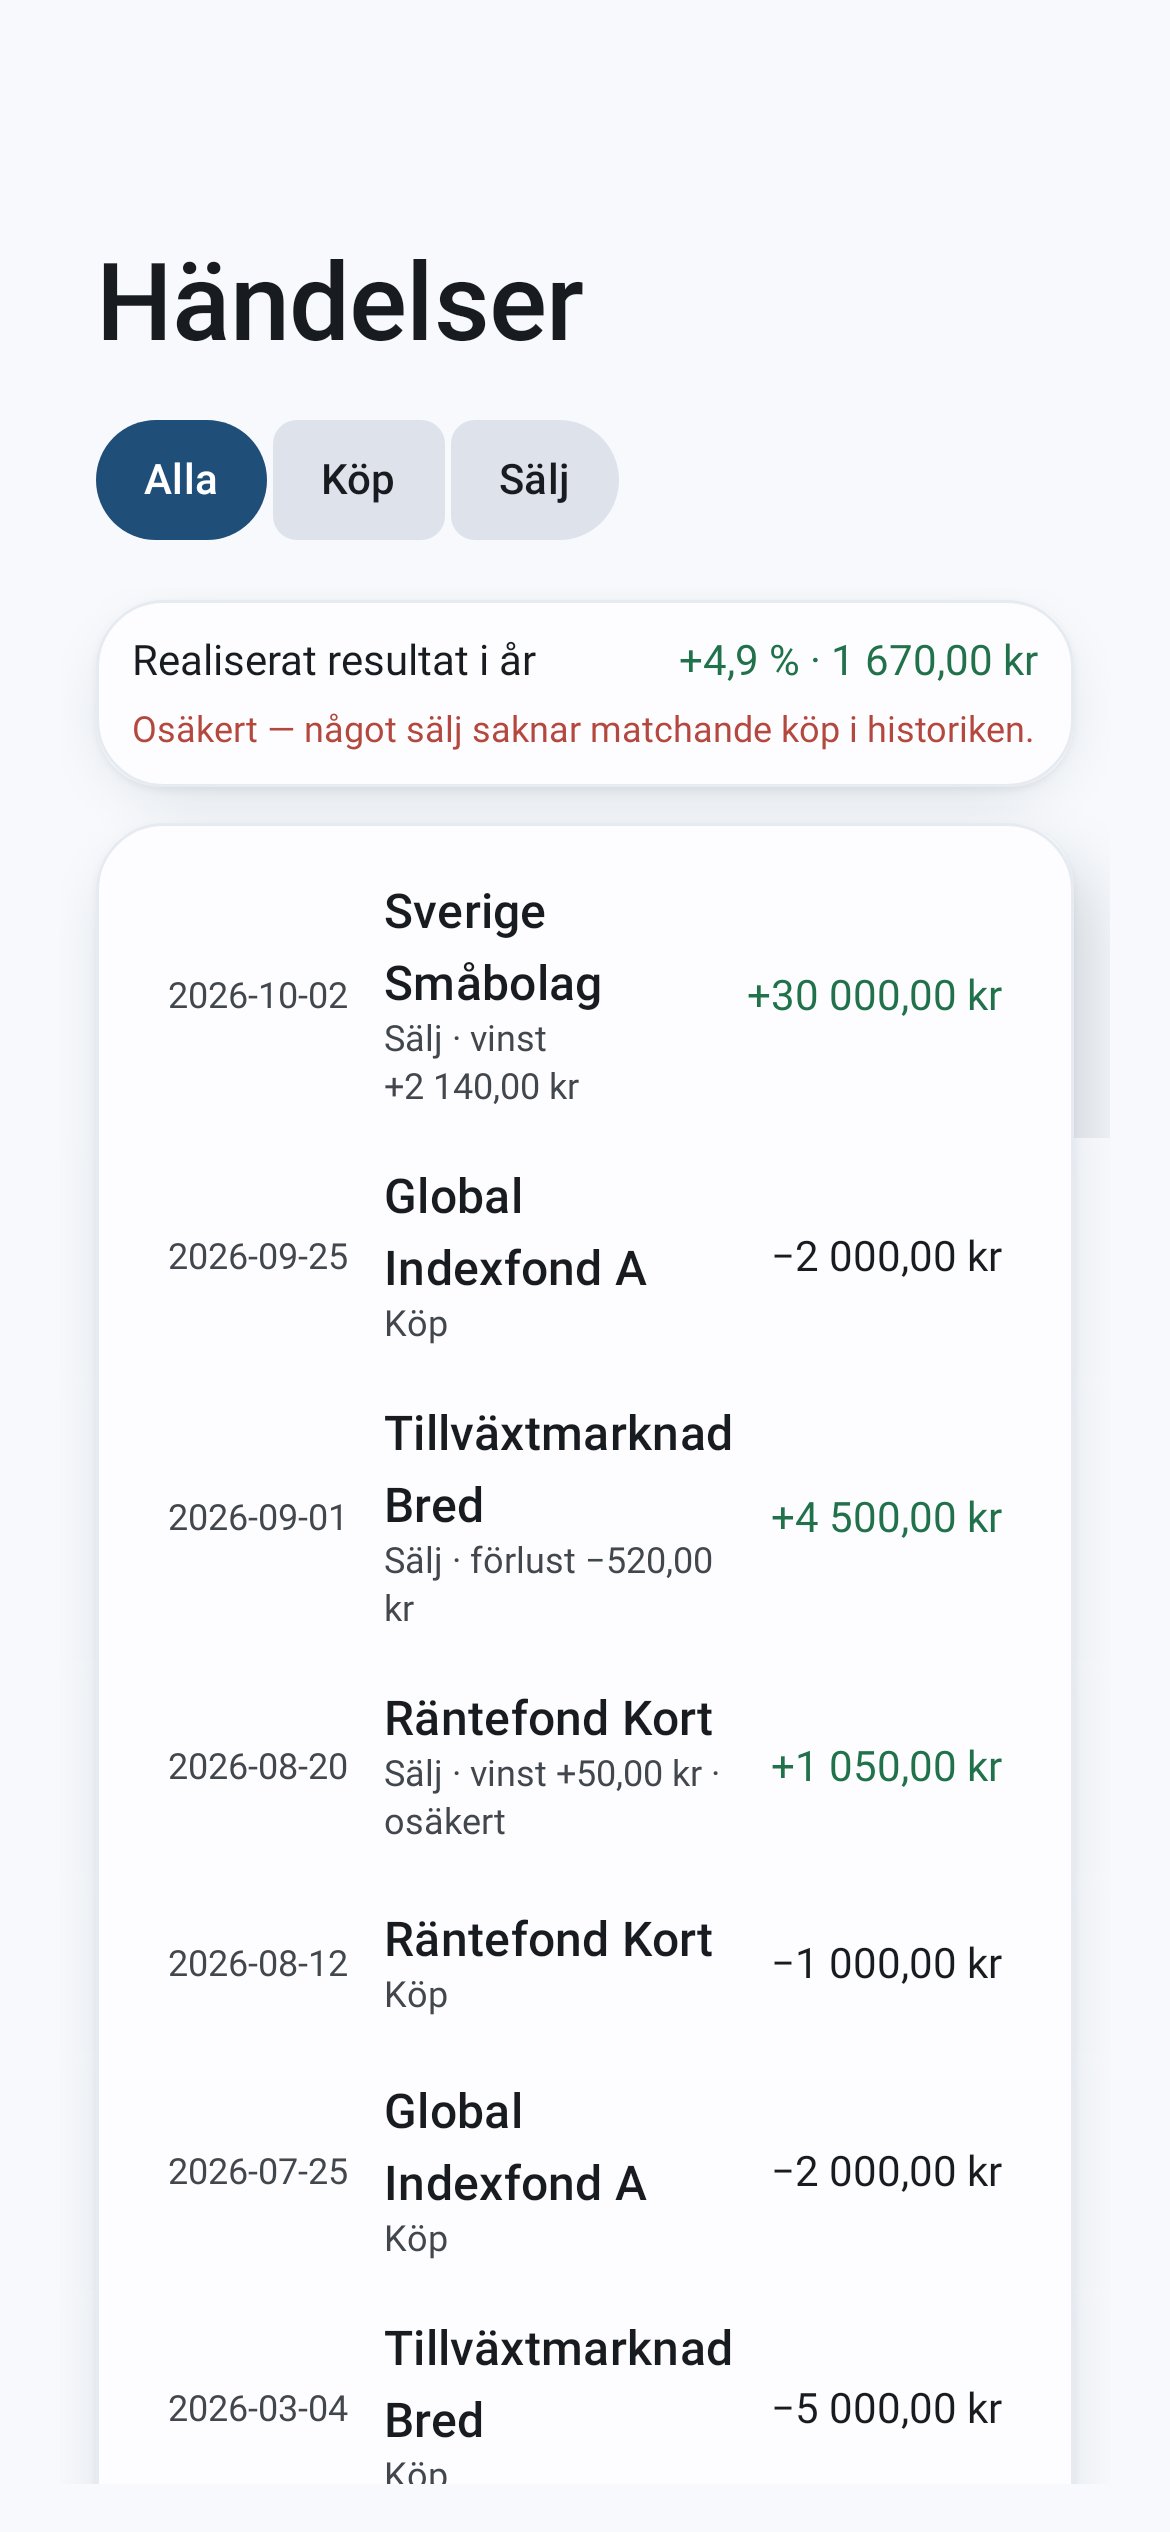 Händelser
Alla Köp Sälj
Realiserat resultat i år +4,9 % · 1 670,00 kr
Osäkert — något sälj saknar matchande köp i historiken.
Sverige
Småbolag
2026-10-02 +30 000,00 kr
Sälj · vinst
+2 140,00 kr
Global
2026-09-25 Indexfond A −2 000,00 kr
Köp
Tillväxtmarknad
2026-09-01 Bred +4 500,00 kr
Sälj · förlust −520,00
kr
Räntefond Kort
2026-08-20 Sälj · vinst +50,00 kr · +1 050,00 kr
osäkert
Räntefond Kort
2026-08-12 −1 000,00 kr
Köp
Global
2026-07-25 Indexfond A −2 000,00 kr
Köp
Tillväxtmarknad
2026-03-04 Bred −5 000,00 kr
Köp